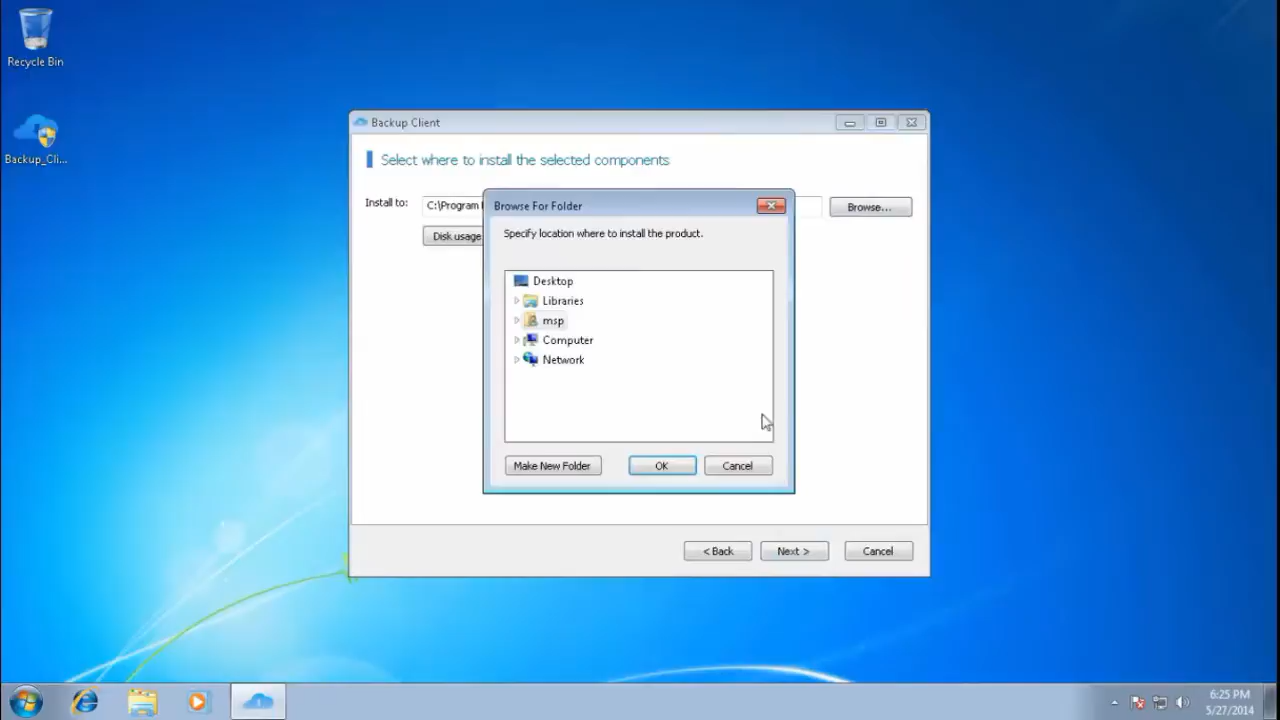 Recycle Bin
Backup_Cli...
Backup Client
Select where to install the selected components
Install to:
C:\Program
Browse...
Disk usage
Browse For Folder
Specify location where to install the product.
Desktop
Libraries
msp
Computer
Network
Make New Folder
OK
Cancel
< Back
Next >
Cancel
6:25 PM
5/27/2014